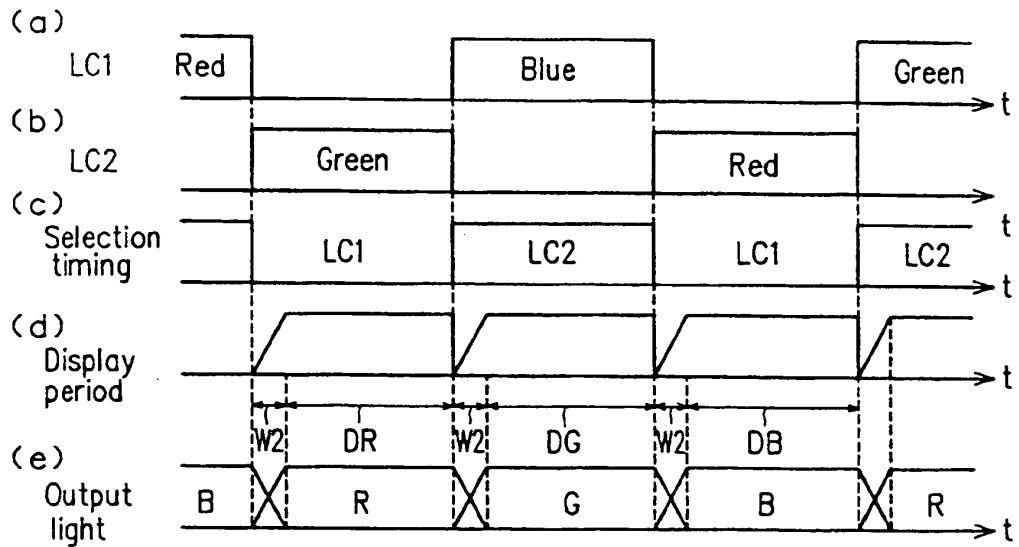 (a)
LC1 Red Blue Green
t
(b)
LC2 Green Red
t
(c)
Selection timing LC1 LC2 LC1 LC2
t
(d)
Display period
t
W2 DR W2 DG W2 DB
(e)
Output light B R G B R
t